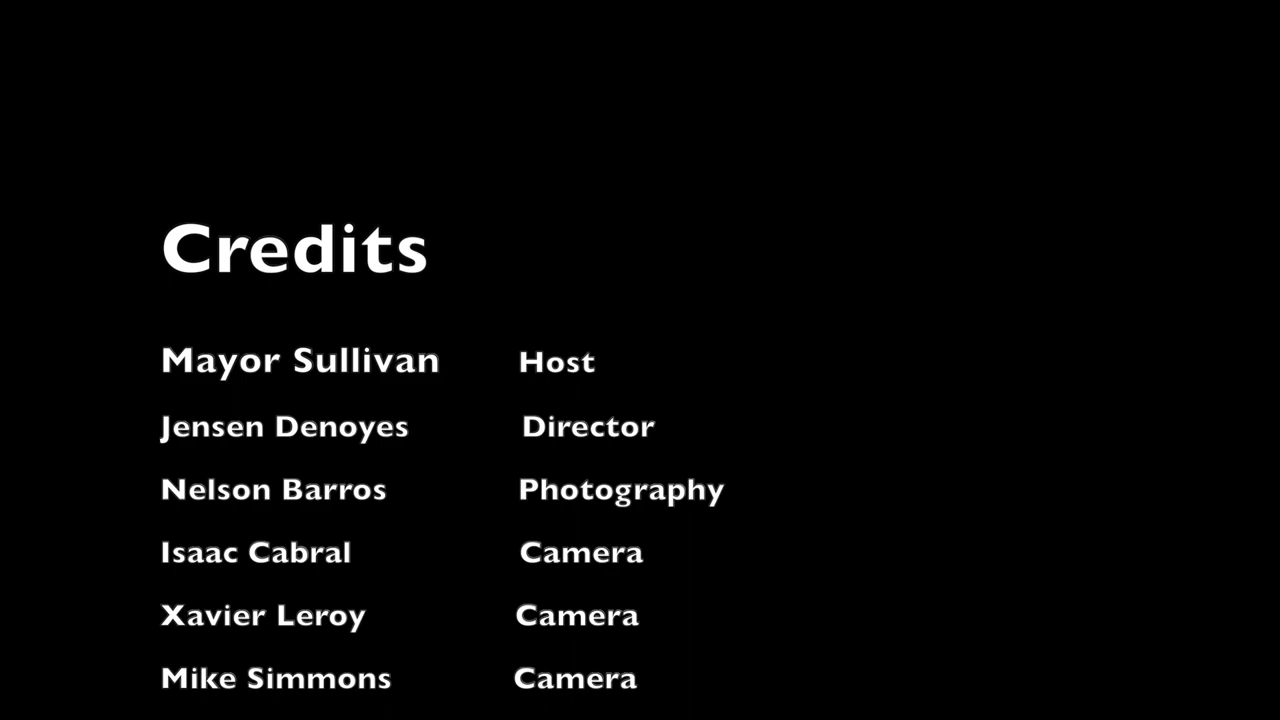 Credits
Mayor Sullivan Host
Jensen Denoyes Director
Nelson Barros Photography
Isaac Cabral Camera
Xavier Leroy Camera
Mike Simmons Camera